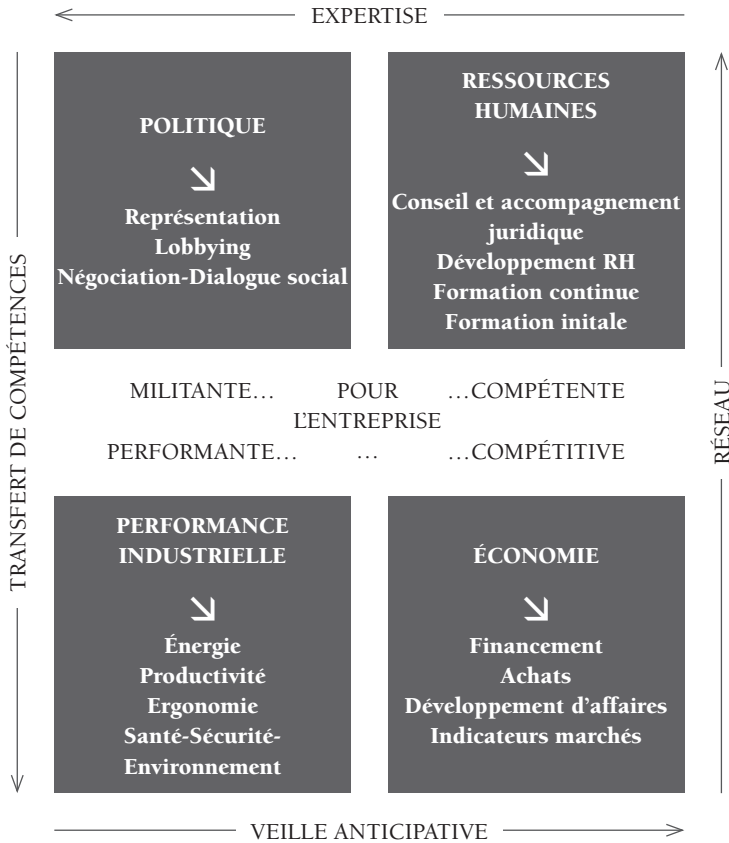 EXPERTISE
TRANSFERT DE COMPÉTENCES
POLITIQUE
Représentation
Lobbying
Négociation-Dialogue social
RESSOURCES
HUMAINES
Conseil et accompagnement
juridique
Développement RH
Formation continue
Formation initale
RÉSEAU
MILITANTE… POUR …COMPÉTENTE
L'ENTREPRISE
PERFORMANTE… … …COMPÉTITIVE
PERFORMANCE
INDUSTRIELLE
Énergie
Productivité
Ergonomie
Santé-Sécurité-
Environnement
ÉCONOMIE
Financement
Achats
Développement d'affaires
Indicateurs marchés
VEILLE ANTICIPATIVE